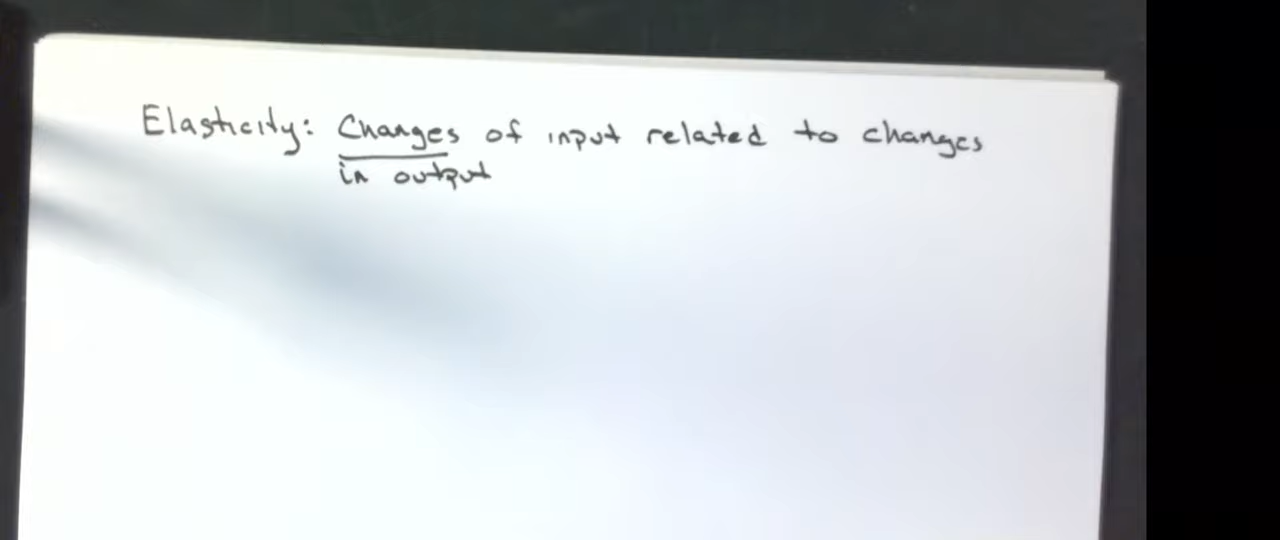 Elasticity: Changes of input related to changes
in output